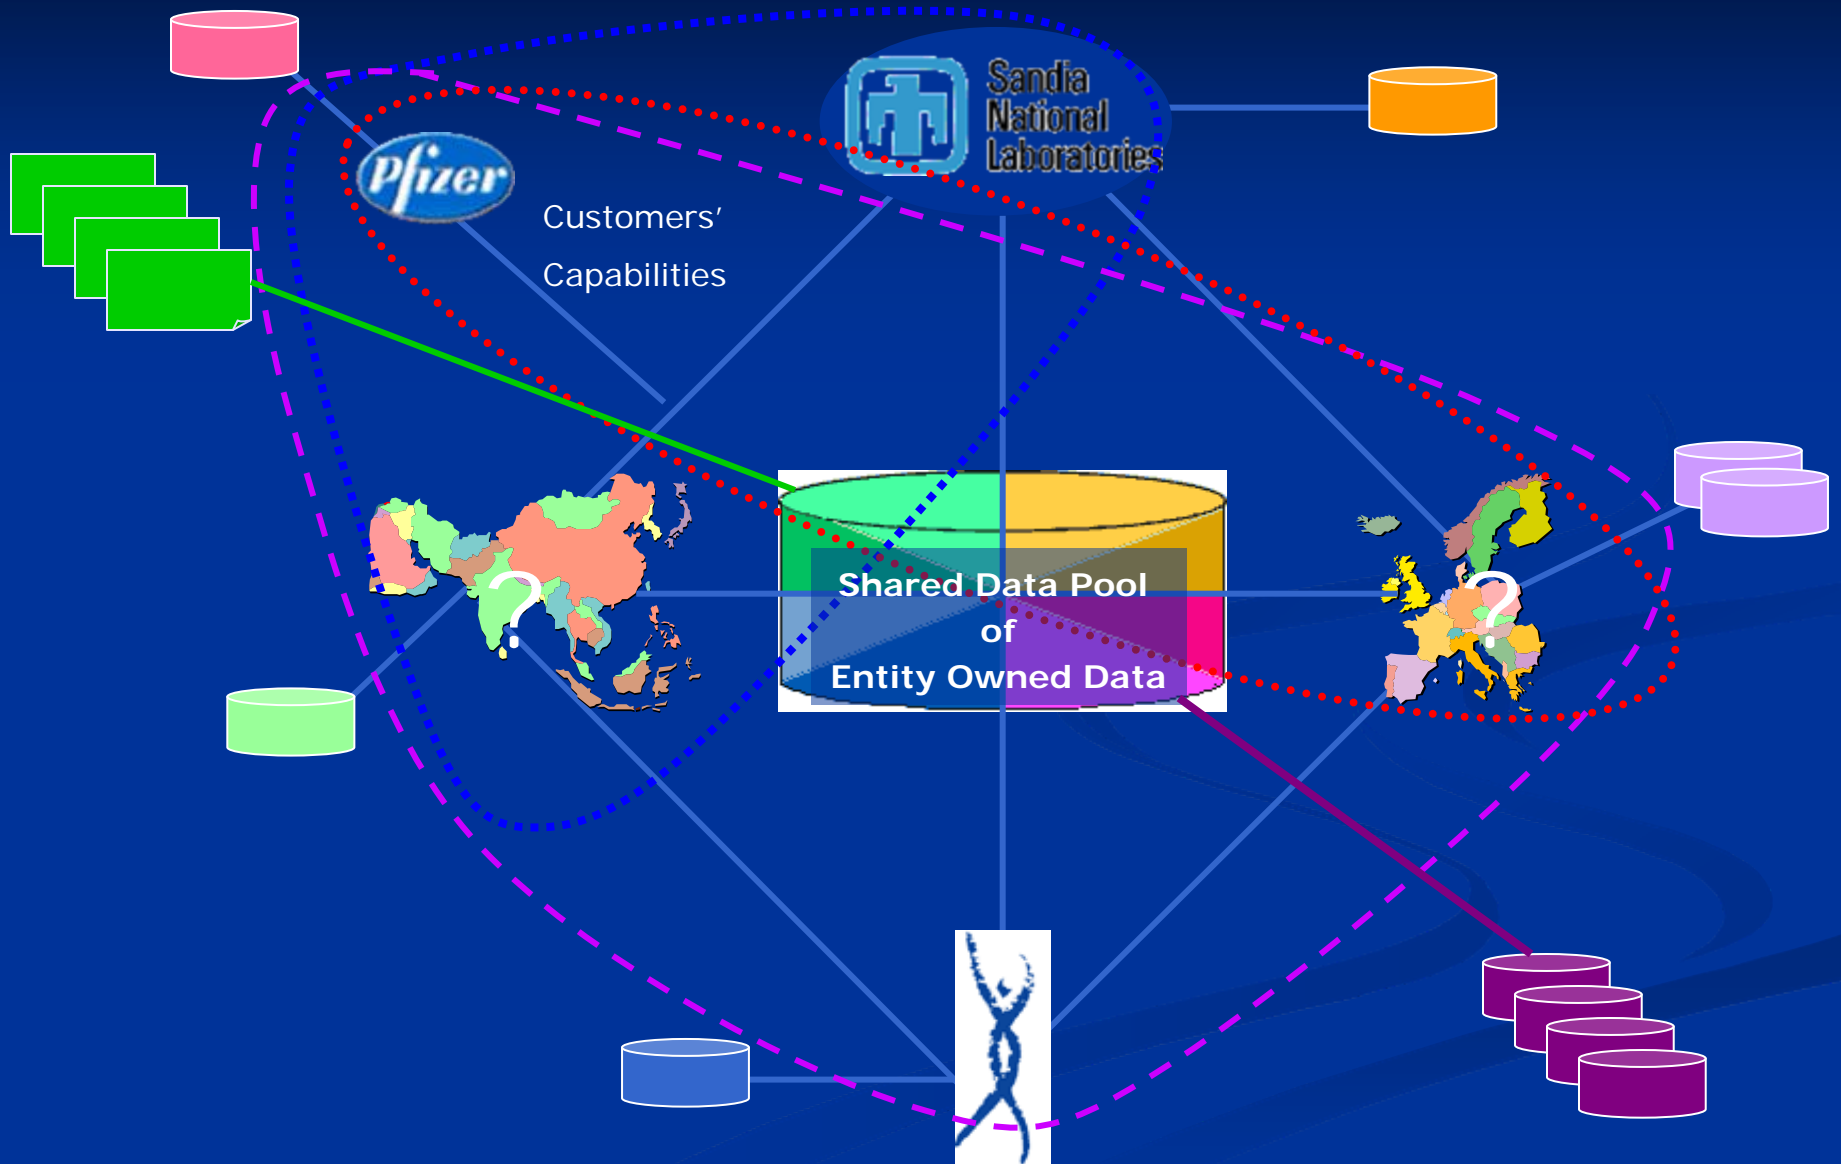 Sandia
National
Laboratories
Pfizer
Customers’
Capabilities
?
?
Shared Data Pool
of
Entity Owned Data